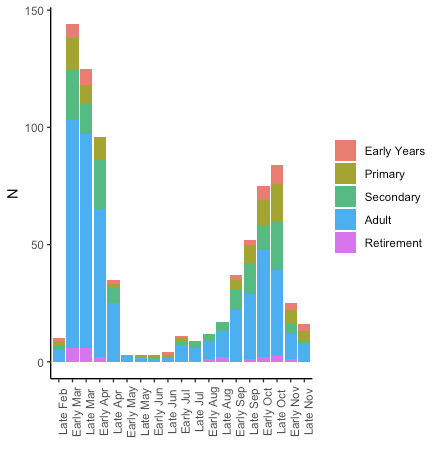 150
100
50
0
N
Early Years
Primary
Secondary
Adult
Retirement
Late Feb
Early Mar
Late Mar
Early Apr
Late Apr
Early May
Late May
Early Jun
Late Jun
Early Jul
Late Jul
Early Aug
Late Aug
Early Sep
Late Sep
Early Oct
Late Oct
Early Nov
Late Nov